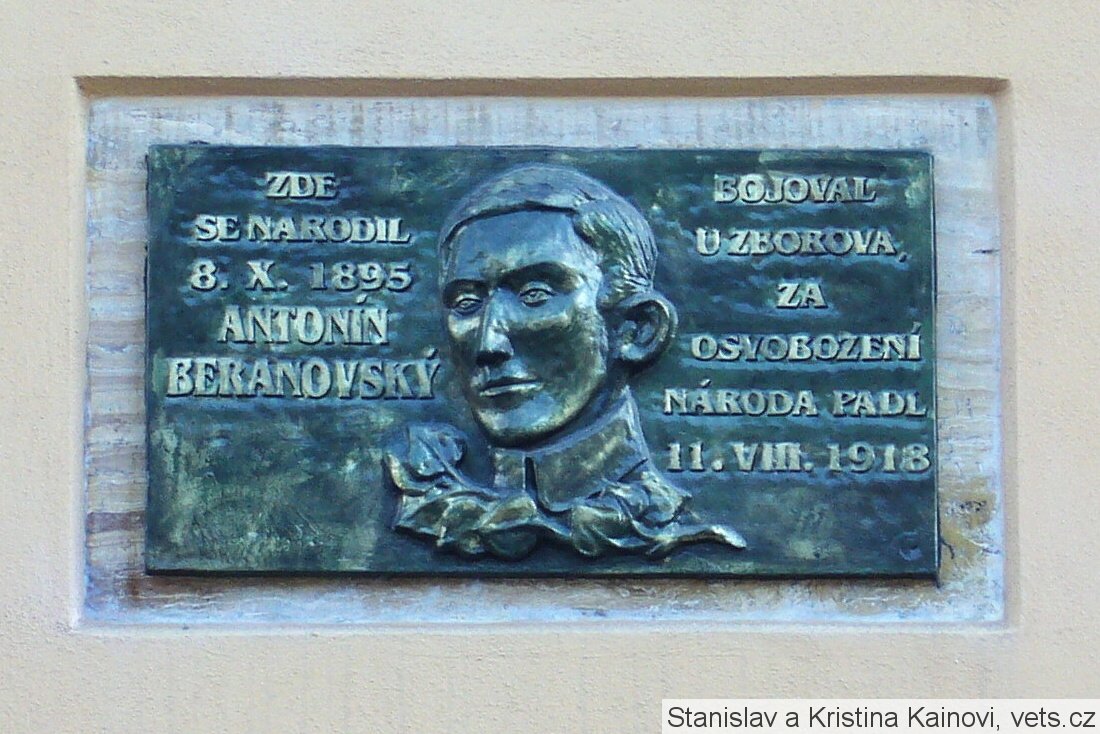 ZDE
SE NARODIL
8. X. 1895
ANTONÍN
BERANOVSKÝ
BOJOVAL
U ZBOROVA,
ZA
OSVOBOZENÍ
NÁRODA PADL
11. VIII. 1918
Stanislav a Kristina Kainovi, vets.cz